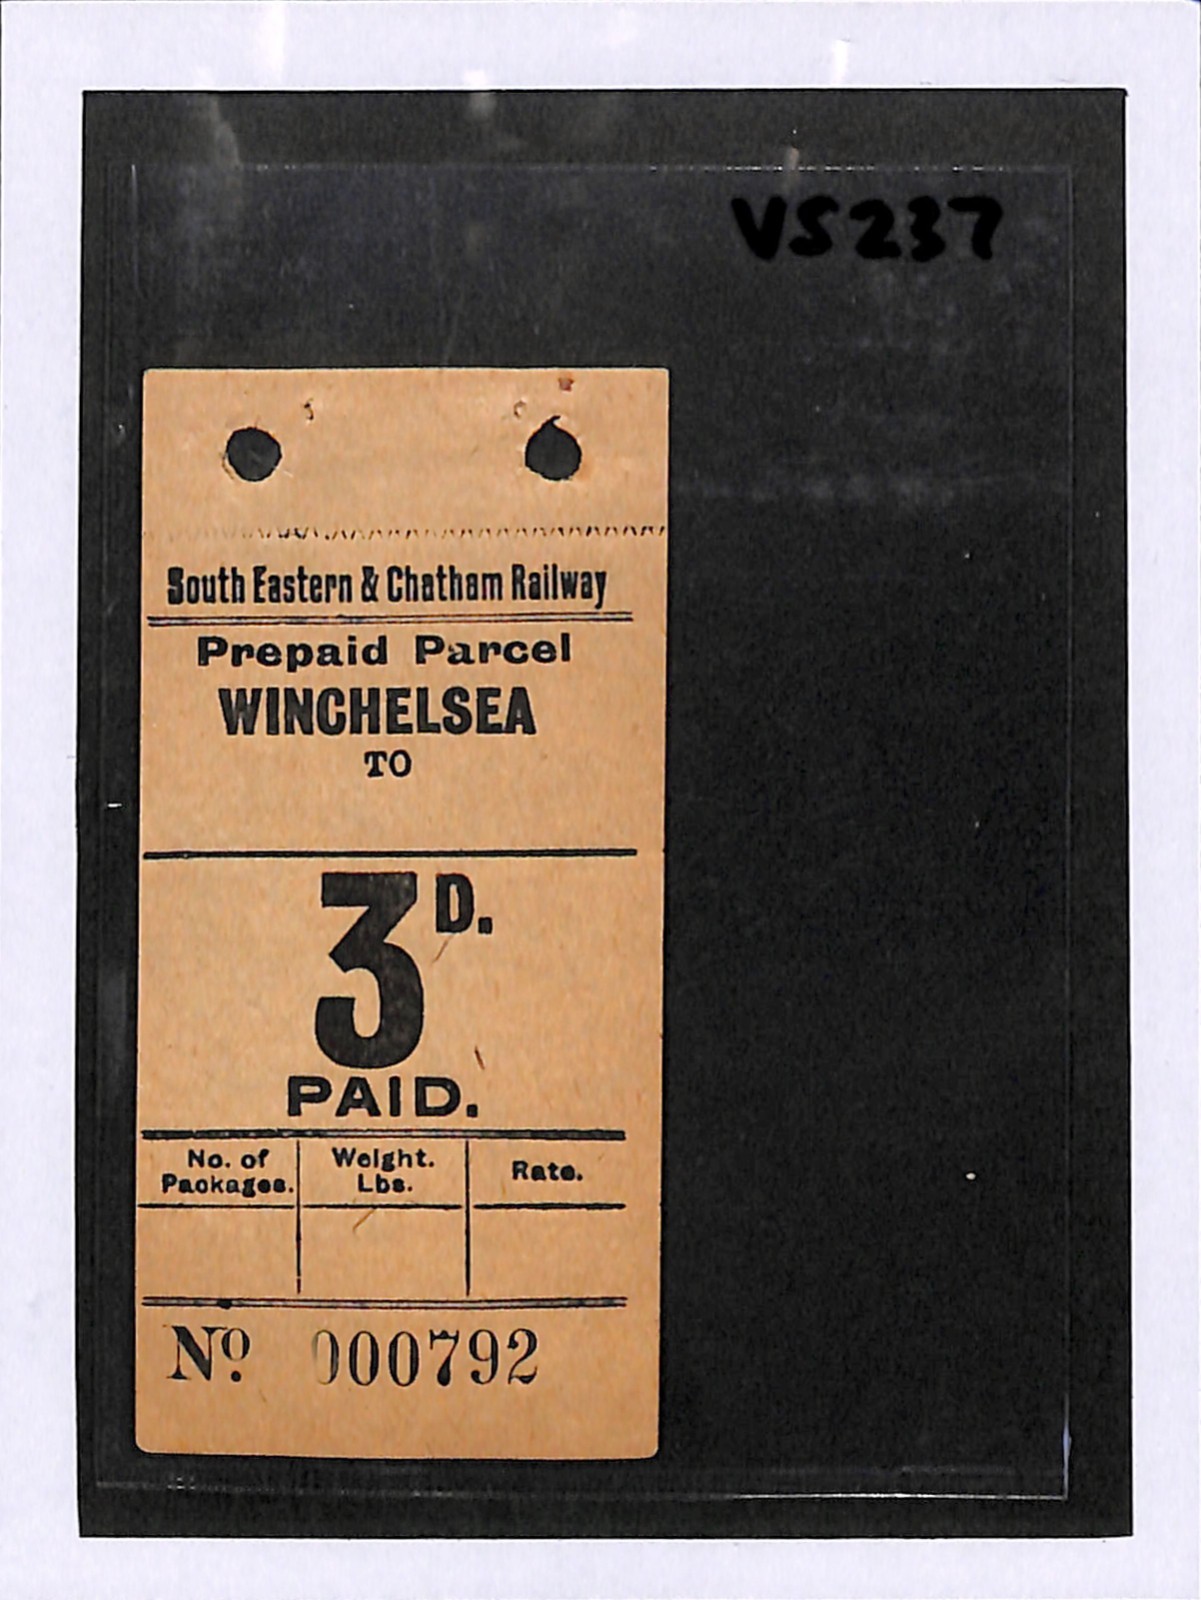 VS237
South Eastern & Chatham Railway
Prepaid Parcel
WINCHELSEA
TO
3D.
PAID.
No. of Packages.
Weight. Lbs.
Rate.
No. 000792